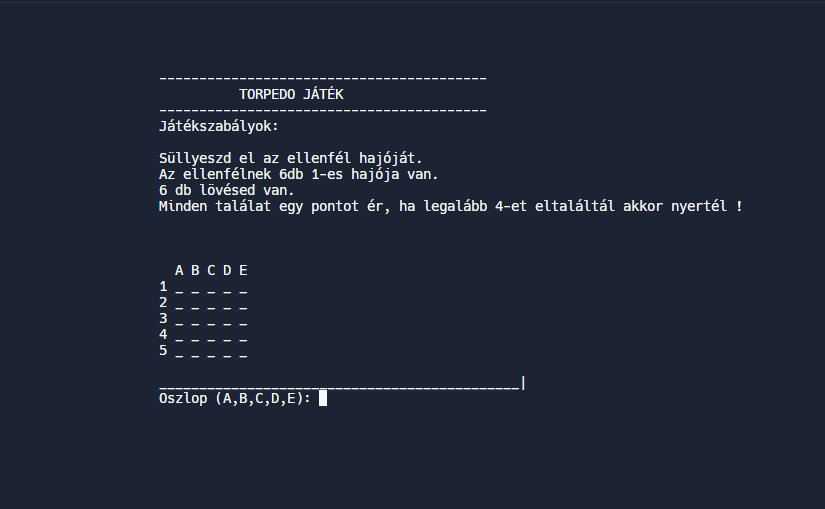 -----------------------------------------
TORPEDO JÁTÉK
-----------------------------------------
Játékszabályok:
Süllyeszd el az ellenfél hajóját.
Az ellenfélnek 6db 1-es hajója van.
6 db lövésed van.
Minden találat egy pontot ér, ha legalább 4-et eltaláltál akkor nyertél !
A B C D E
1 _ _ _ _ _
2 _ _ _ _ _
3 _ _ _ _ _
4 _ _ _ _ _
5 _ _ _ _ _
_____________________________________________|
Oszlop (A,B,C,D,E):